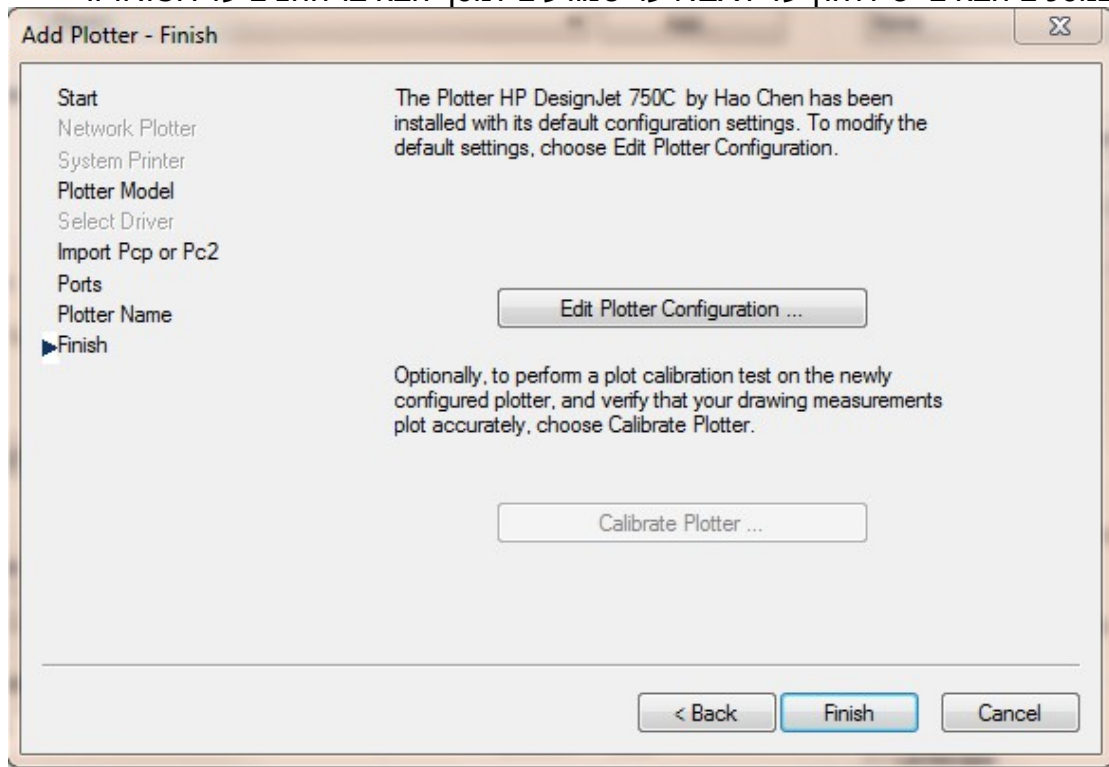 Add Plotter - Finish
Start
Network Plotter
System Printer
Plotter Model
Select Driver
Import Pcp or Pc2
Ports
Plotter Name
Finish
The Plotter HP DesignJet 750C by Hao Chen has been
installed with its default configuration settings. To modify the
default settings, choose Edit Plotter Configuration.
Edit Plotter Configuration ...
Optionally, to perform a plot calibration test on the newly
configured plotter, and verify that your drawing measurements
plot accurately, choose Calibrate Plotter.
Calibrate Plotter ...
< Back
Finish
Cancel